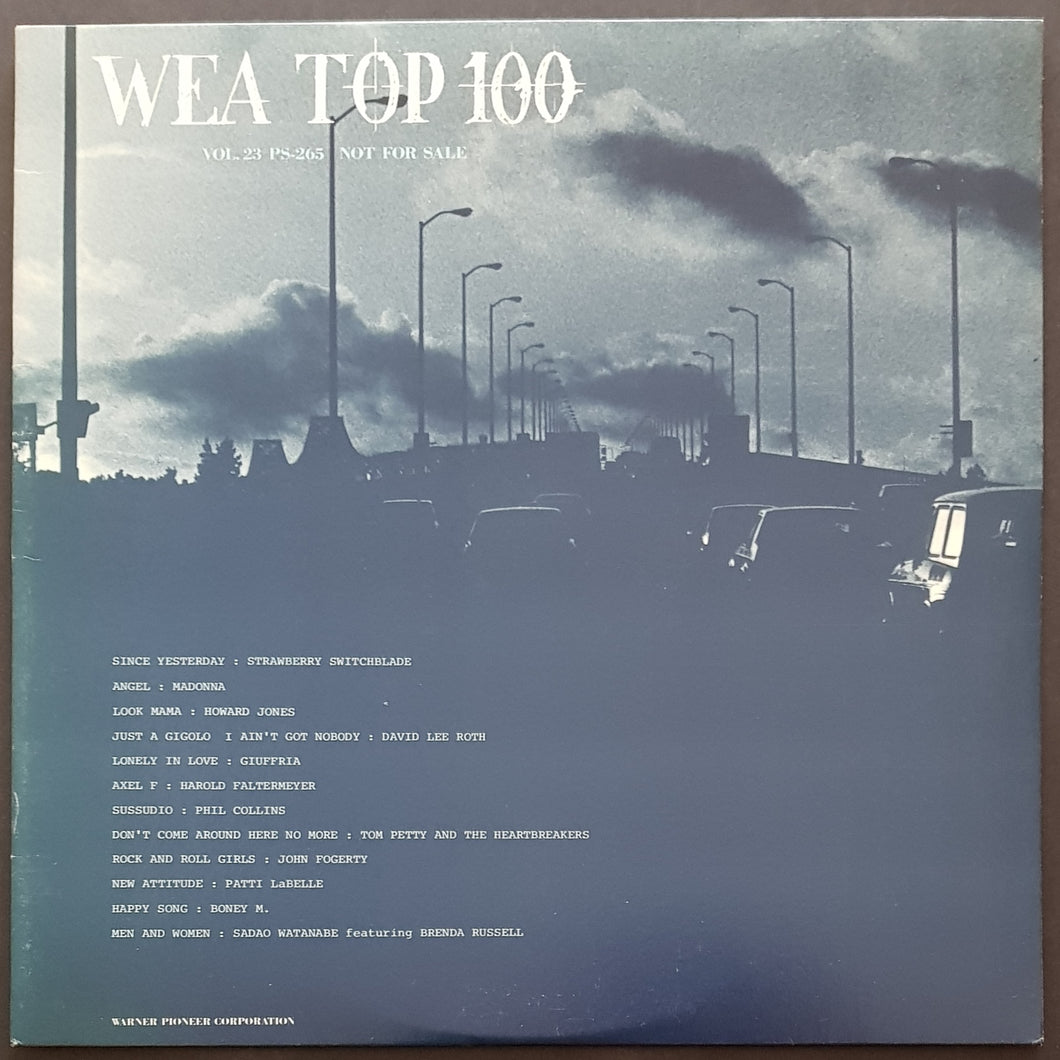 WEA TOP 100
VOL. 23 PS-265 NOT FOR SALE
SINCE YESTERDAY : STRAWBERRY SWITCHBLADE
ANGEL : MADONNA
LOOK MAMA : HOWARD JONES
JUST A GIGOLO I AIN'T GOT NOBODY : DAVID LEE ROTH
LONELY IN LOVE : GIUFFRIA
AXEL F : HAROLD FALTERMEYER
SUSSUDIO : PHIL COLLINS
DON'T COME AROUND HERE NO MORE : TOM PETTY AND THE HEARTBREAKERS
ROCK AND ROLL GIRLS : JOHN FOGERTY
NEW ATTITUDE : PATTI LaBELLE
HAPPY SONG : BONEY M.
MEN AND WOMEN : SADAO WATANABE featuring BRENDA RUSSELL
WARNER PIONEER CORPORATION